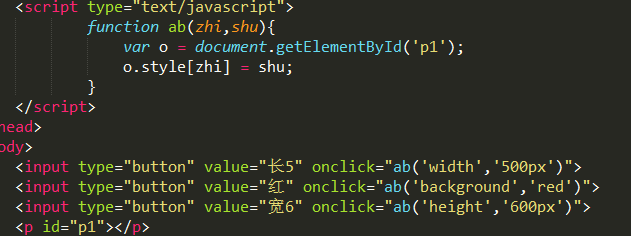 <script type="text/javascript">
function ab(zhi,shu){
var o = document.getElementById('p1');
o.style[zhi] = shu;
}
</script>
head>
ody>
<input type="button" value="长5" onclick="ab('width','500px')">
<input type="button" value="红" onclick="ab('background','red')">
<input type="button" value="宽6" onclick="ab('height','600px')">
<p id="p1"></p>